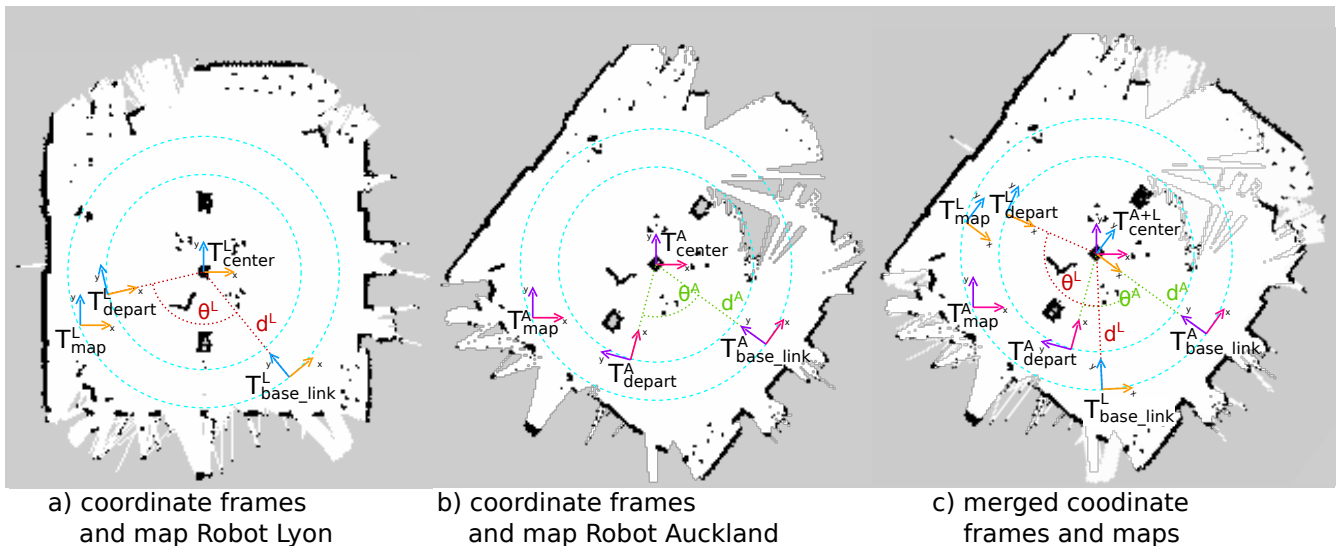 y
T^L_center
x
y
x
T^L_depart
θ^L
y
T^L_map
x
d^L
y
x
T^L_base_link
y
T^A_center
x
θ^A
d^A
y
T^A_map
x
y
x
T^A_depart
y
x
T^A_base_link
y
T^L_map
x
y
T^L_depart
x
y
y
T^A+L_center
x
x
θ^L
θ^A
d^A
y
T^A_map
x
y
x
T^A_depart
d^L
y
x
T^A_base_link
y
x
T^L_base_link
a) coordinate frames
and map Robot Lyon
b) coordinate frames
and map Robot Auckland
c) merged coodinate
frames and maps